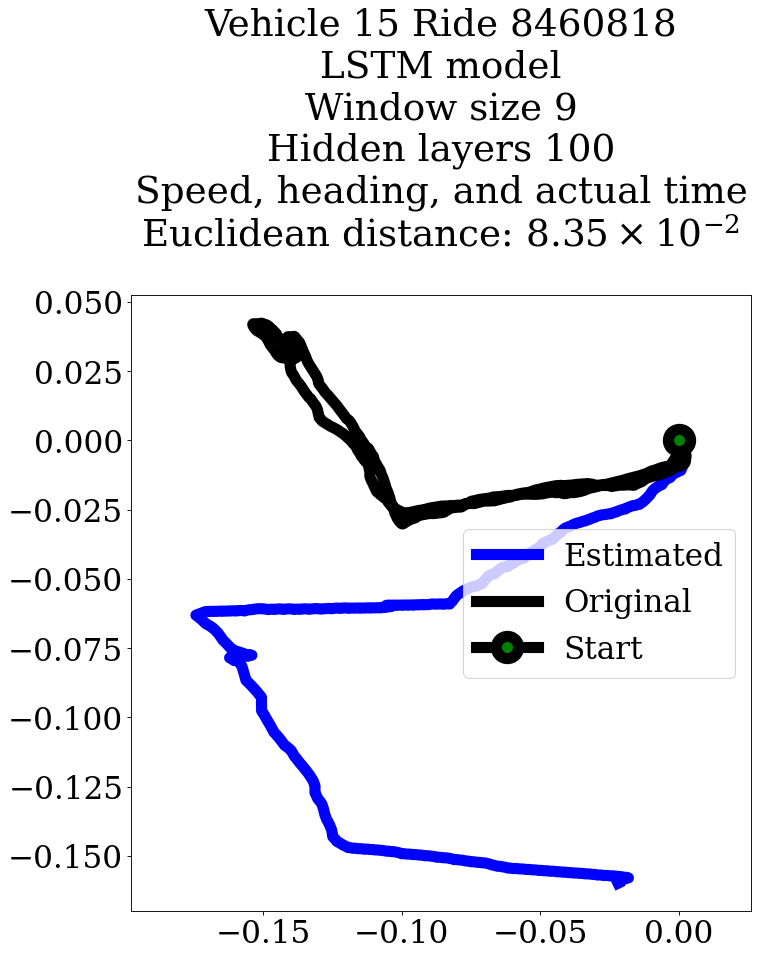 Vehicle 15 Ride 8460818
LSTM model
Window size 9
Hidden layers 100
Speed, heading, and actual time
Euclidean distance: 8.35 × 10⁻²
0.050
0.025
0.000
−0.025
−0.050
−0.075
−0.100
−0.125
−0.150
Estimated
Original
Start
−0.15 −0.10 −0.05 0.00